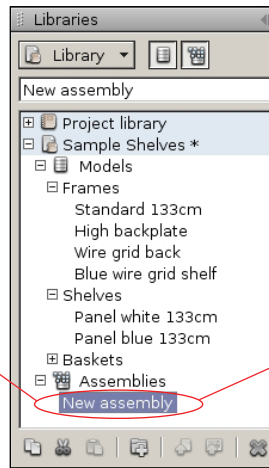 Libraries
Library
New assembly
Project library
Sample Shelves *
Models
Frames
Standard 133cm
High backplate
Wire grid back
Blue wire grid shelf
Shelves
Panel white 133cm
Panel blue 133cm
Baskets
Assemblies
New assembly